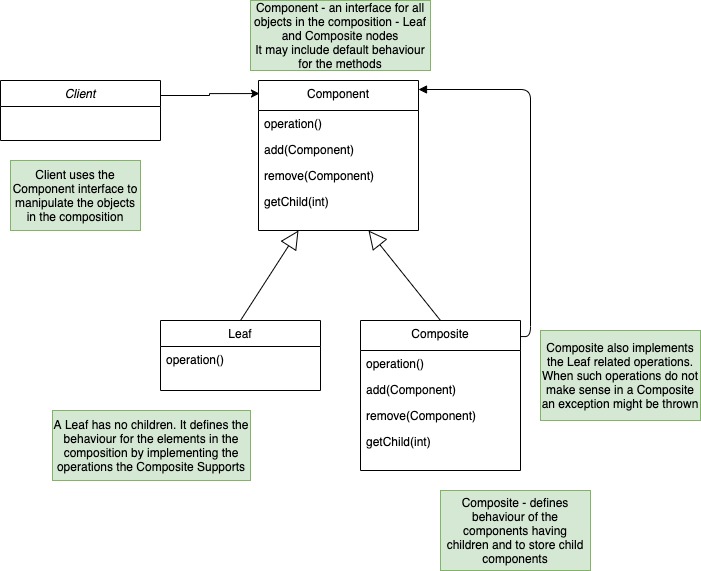 Component - an interface for all
objects in the composition - Leaf
and Composite nodes
It may include default behaviour
for the methods
Client
Component
operation()
add(Component)
remove(Component)
getChild(int)
Client uses the
Component interface to
manipulate the objects
in the composition
Leaf
operation()
Composite
operation()
add(Component)
remove(Component)
getChild(int)
Composite also implements
the Leaf related operations.
When such operations do not
make sense in a Composite
an exception might be thrown
A Leaf has no children. It defines the
behaviour for the elements in the
composition by implementing the
operations the Composite Supports
Composite - defines
behaviour of the
components having
children and to store child
components